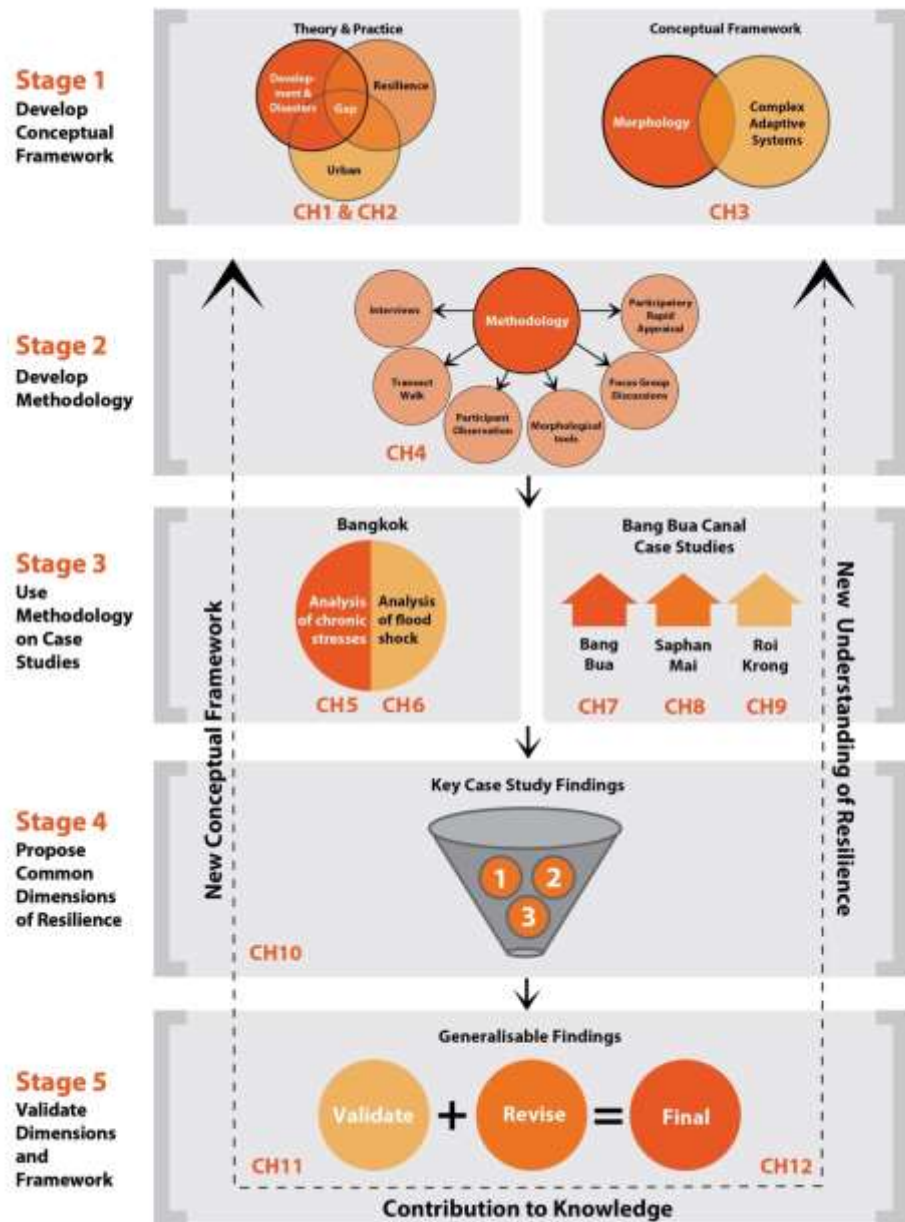 Stage 1
Develop
Conceptual
Framework
Theory & Practice
Develop-
ment &
Disasters
Resilience
Gap
Urban
CH1 & CH2
Conceptual Framework
Morphology
Complex
Adaptive
Systems
CH3
Stage 2
Develop
Methodology
Interviews
Methodology
Participatory
Rapid
Appraisal
Transect
Walk
Focus Group
Discussions
Participant
Observation
Morphological
tools
CH4
Stage 3
Use
Methodology
on Case
Studies
Bangkok
Analysis
of chronic
stresses
Analysis
of flood
shock
CH5
CH6
Bang Bua Canal
Case Studies
Bang
Bua
Saphan
Mai
Roi
Krong
CH7
CH8
CH9
New Conceptual Framework
New Understanding of Resilience
Stage 4
Propose
Common
Dimensions
of Resilience
Key Case Study Findings
1
2
3
CH10
Stage 5
Validate
Dimensions
and
Framework
Generalisable Findings
Validate
+
Revise
=
Final
CH11
CH12
Contribution to Knowledge